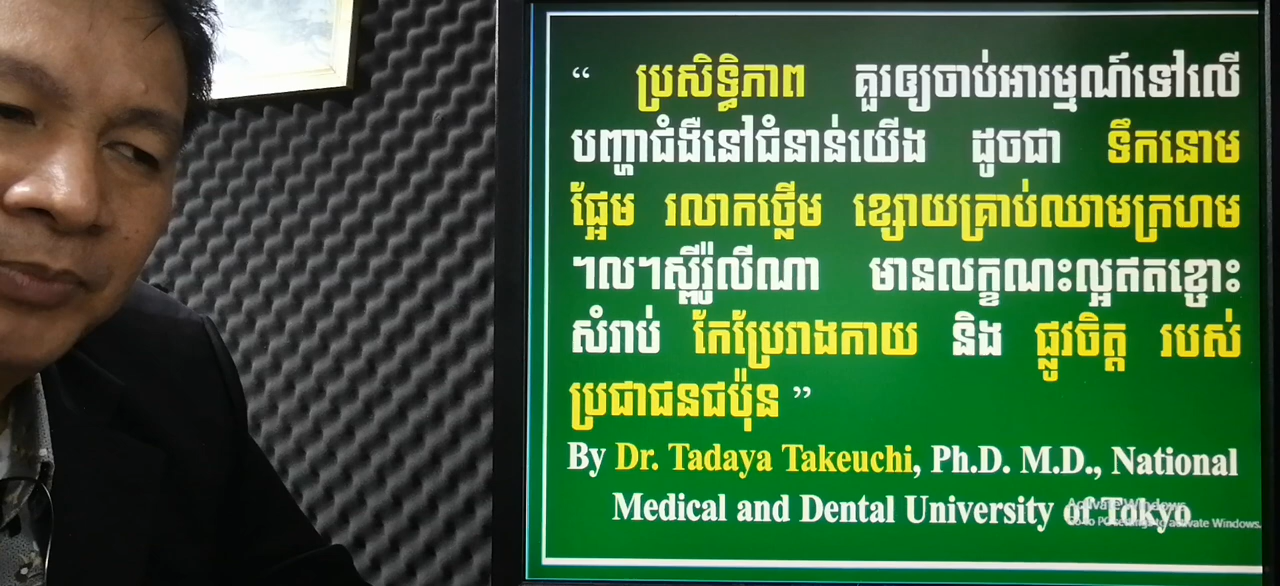 “ ប្រសិទ្ធិភាព គួរឲ្យចាប់អារម្មណ៍ទៅលើ
បញ្ហាជំងឺនៅជំនាន់យើង ដូចជា ទឹកនោម
ផ្អែម រលាកថ្លើម ខ្សោយគ្រាប់ឈាមក្រហម
។ល។ស្ពីរ៉ូលីណា មានលក្ខណះល្អឥតខ្ចោះ
សំរាប់ កែប្រែរាងកាយ និង ផ្លូវចិត្ត របស់
ប្រជាជនជប៉ុន ”
By Dr. Tadaya Takeuchi, Ph.D. M.D., National
Medical and Dental University of Tokyo
Activate Windows
Go to PC settings to activate Windows.